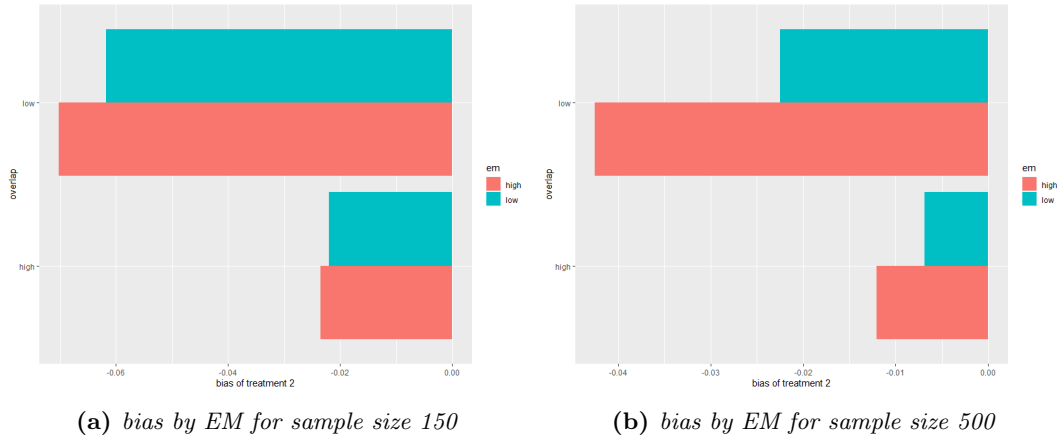 low
high
overlap
-0.06
-0.04
-0.02
0.00
bias of treatment 2
em
high
low
(a) bias by EM for sample size 150
low
high
overlap
-0.04
-0.03
-0.02
-0.01
0.00
bias of treatment 2
em
high
low
(b) bias by EM for sample size 500